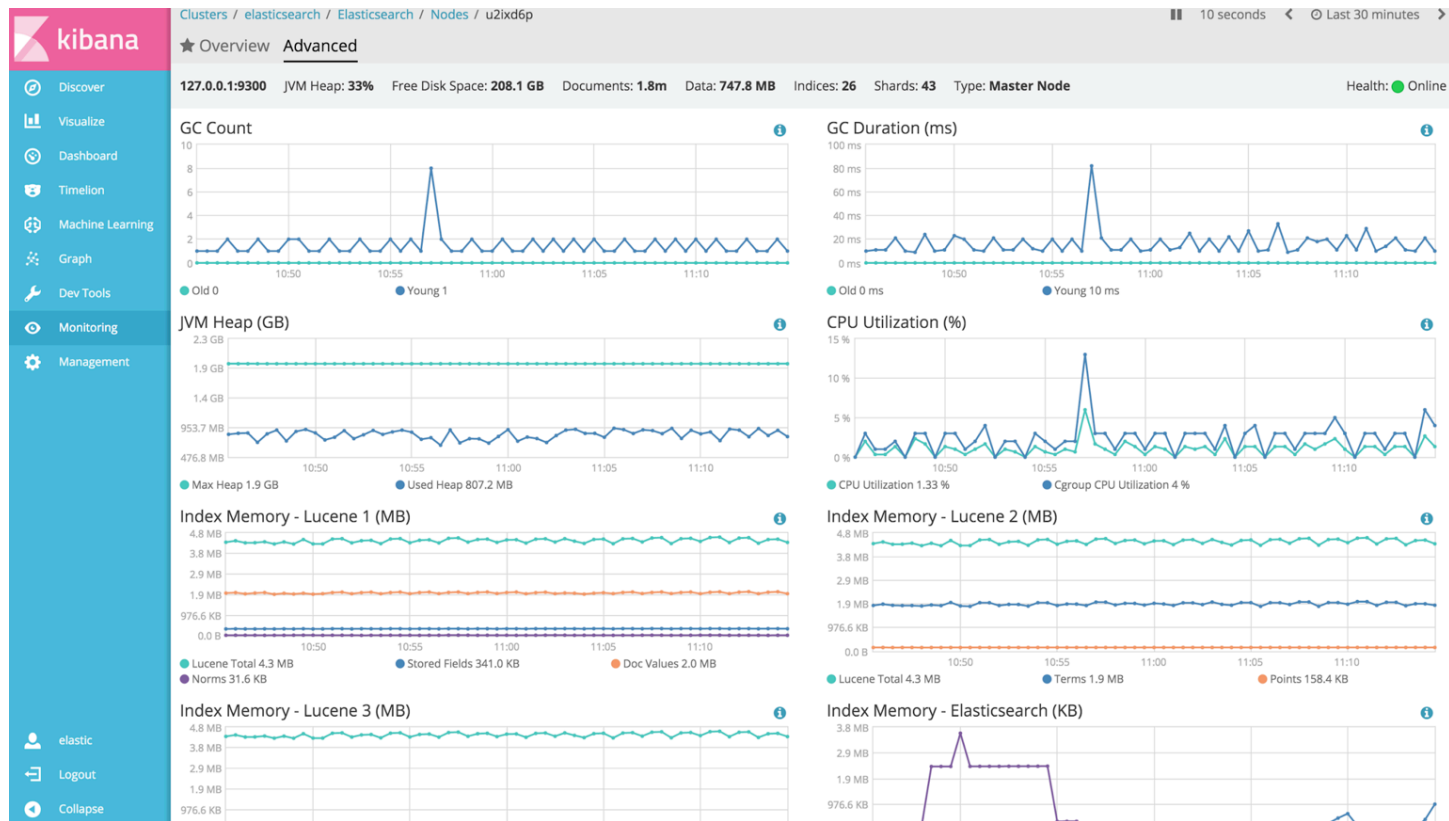 kibana
Discover
Visualize
Dashboard
Timelion
Machine Learning
Graph
Dev Tools
Monitoring
Management
elastic
Logout
Collapse
Clusters / elasticsearch / Elasticsearch / Nodes / u2ixd6p
10 seconds Last 30 minutes
Overview Advanced
127.0.0.1:9300 JVM Heap: 33% Free Disk Space: 208.1 GB Documents: 1.8m Data: 747.8 MB Indices: 26 Shards: 43 Type: Master Node Health: Online
GC Count
10
8
6
4
2
0
10:50 10:55 11:00 11:05 11:10
Old 0 Young 1
GC Duration (ms)
100 ms
80 ms
60 ms
40 ms
20 ms
0 ms
10:50 10:55 11:00 11:05 11:10
Old 0 ms Young 10 ms
JVM Heap (GB)
2.3 GB
1.9 GB
1.4 GB
953.7 MB
476.8 MB
10:50 10:55 11:00 11:05 11:10
Max Heap 1.9 GB Used Heap 807.2 MB
CPU Utilization (%)
15 %
10 %
5 %
0 %
10:50 10:55 11:00 11:05 11:10
CPU Utilization 1.33 % Cgroup CPU Utilization 4 %
Index Memory - Lucene 1 (MB)
4.8 MB
3.8 MB
2.9 MB
1.9 MB
976.6 KB
0.0 B
10:50 10:55 11:00 11:05 11:10
Lucene Total 4.3 MB Stored Fields 341.0 KB Doc Values 2.0 MB
Norms 31.6 KB
Index Memory - Lucene 2 (MB)
4.8 MB
3.8 MB
2.9 MB
1.9 MB
976.6 KB
0.0 B
10:50 10:55 11:00 11:05 11:10
Lucene Total 4.3 MB Terms 1.9 MB Points 158.4 KB
Index Memory - Lucene 3 (MB)
4.8 MB
3.8 MB
2.9 MB
1.9 MB
976.6 KB
Index Memory - Elasticsearch (KB)
3.8 MB
2.9 MB
1.9 MB
976.6 KB